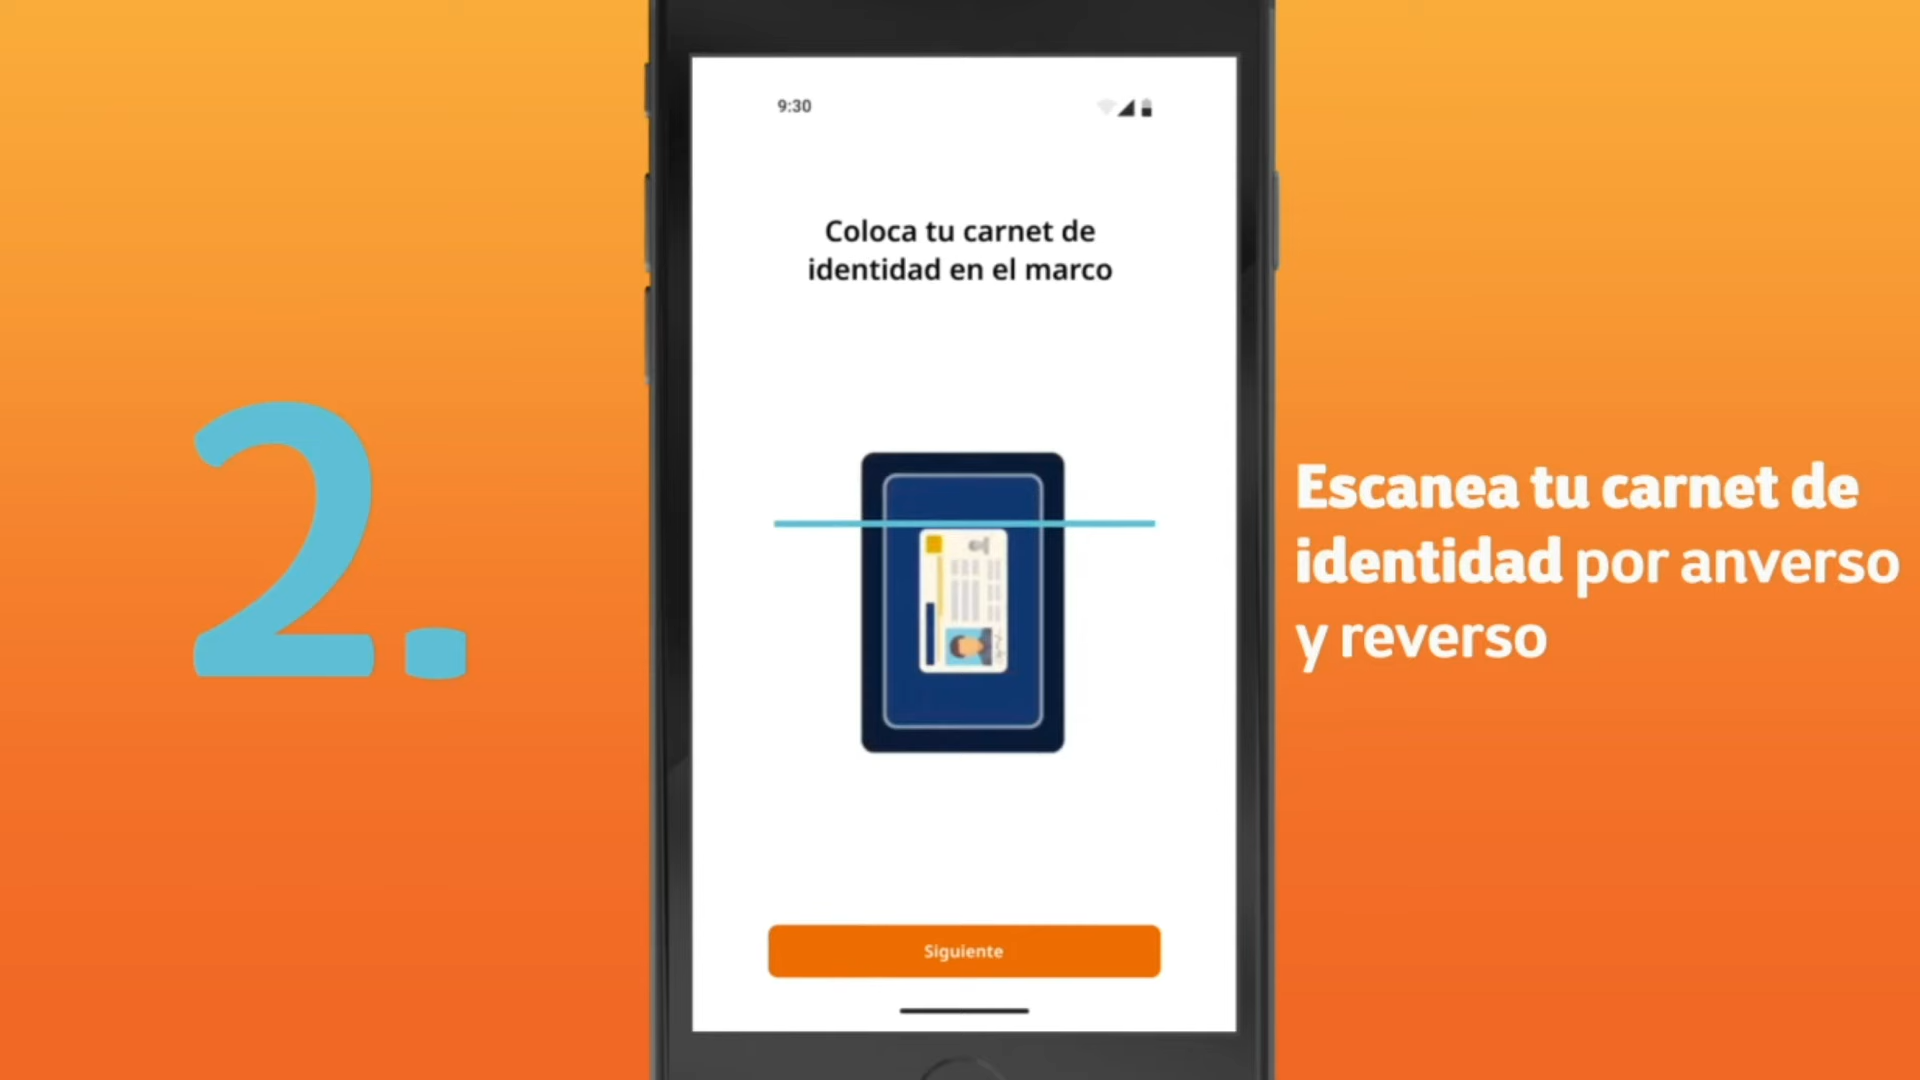 2.
9:30
Coloca tu carnet de
identidad en el marco
Siguiente
Escanea tu carnet de
identidad por anverso
y reverso